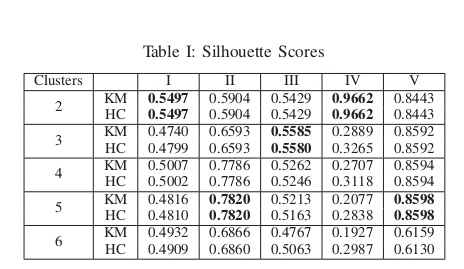 Table I: Silhouette Scores
Clusters I II III IV V
2 KM 0.5497 0.5904 0.5429 0.9662 0.8443
HC 0.5497 0.5904 0.5429 0.9662 0.8443
3 KM 0.4740 0.6593 0.5585 0.2889 0.8592
HC 0.4799 0.6593 0.5580 0.3265 0.8592
4 KM 0.5007 0.7786 0.5262 0.2707 0.8594
HC 0.5002 0.7786 0.5246 0.3118 0.8594
5 KM 0.4816 0.7820 0.5213 0.2077 0.8598
HC 0.4810 0.7820 0.5163 0.2838 0.8598
6 KM 0.4932 0.6866 0.4767 0.1927 0.6159
HC 0.4909 0.6860 0.5063 0.2987 0.6130